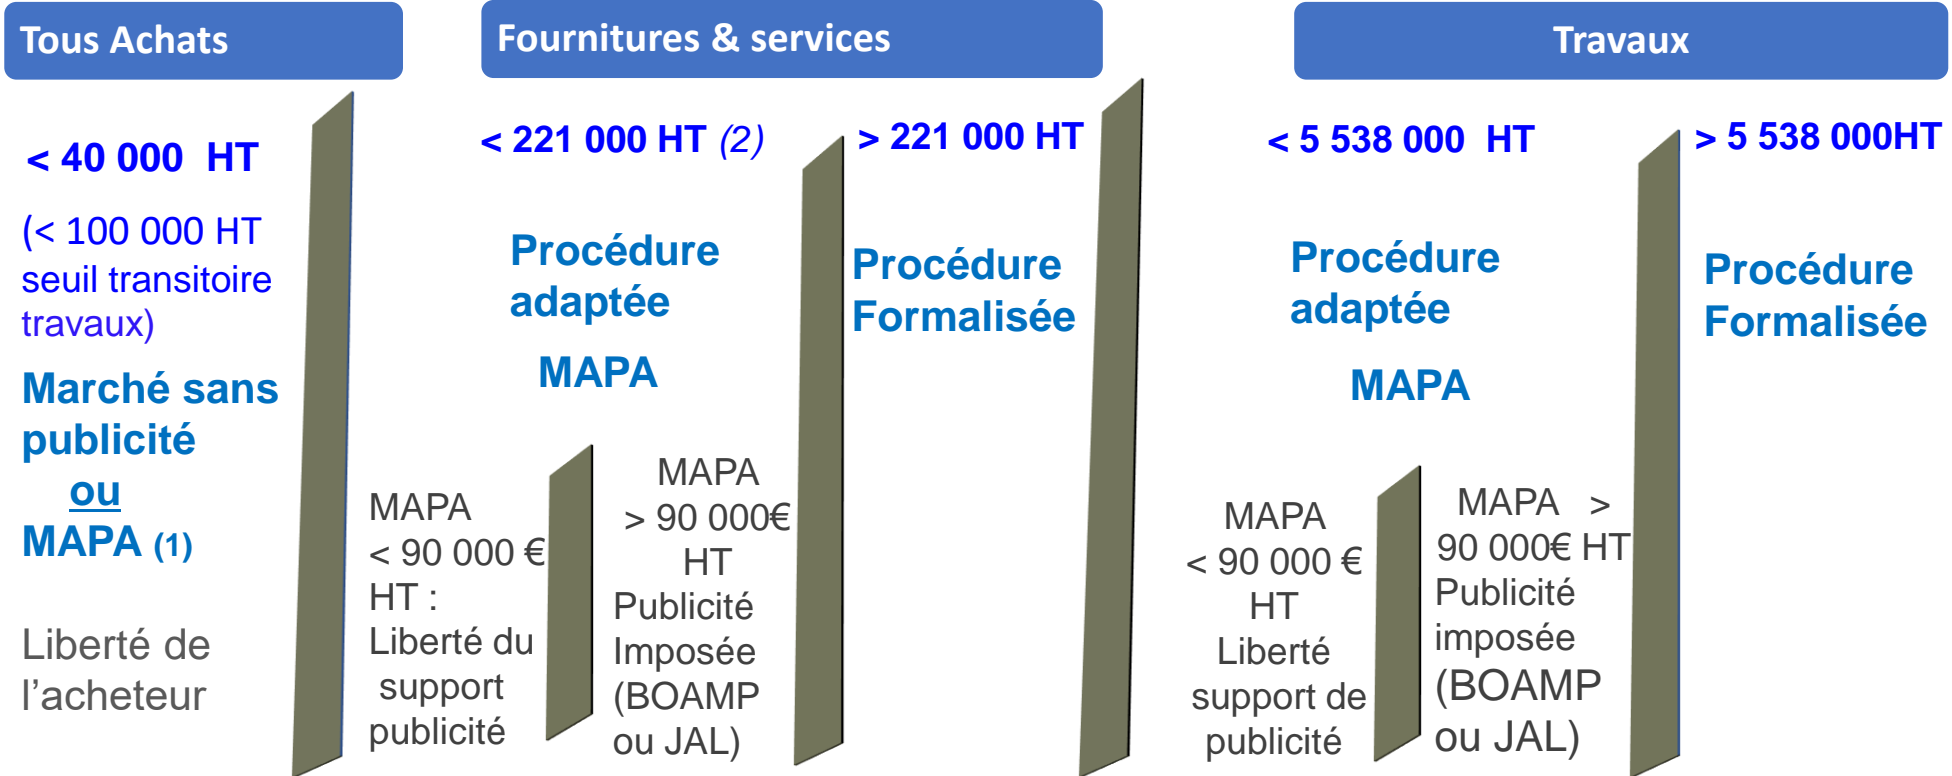 Tous Achats
< 40 000  HT
(< 100 000 HT
seuil transitoire
travaux)
Marché sans
publicité
ou
MAPA (1)
Liberté de
l’acheteur
Fournitures & services
< 221 000 HT (2)
Procédure
adaptée
MAPA
MAPA
< 90 000 €
HT :
Liberté du
support
publicité
MAPA
> 90 000€
HT
Publicité
Imposée
(BOAMP
ou JAL)
> 221 000 HT
Procédure
Formalisée
Travaux
< 5 538 000  HT
Procédure
adaptée
MAPA
MAPA
< 90 000 €
HT
Liberté
support de
publicité
MAPA   >
90 000€ HT
Publicité
imposée
(BOAMP
ou JAL)
> 5 538 000HT
Procédure
Formalisée